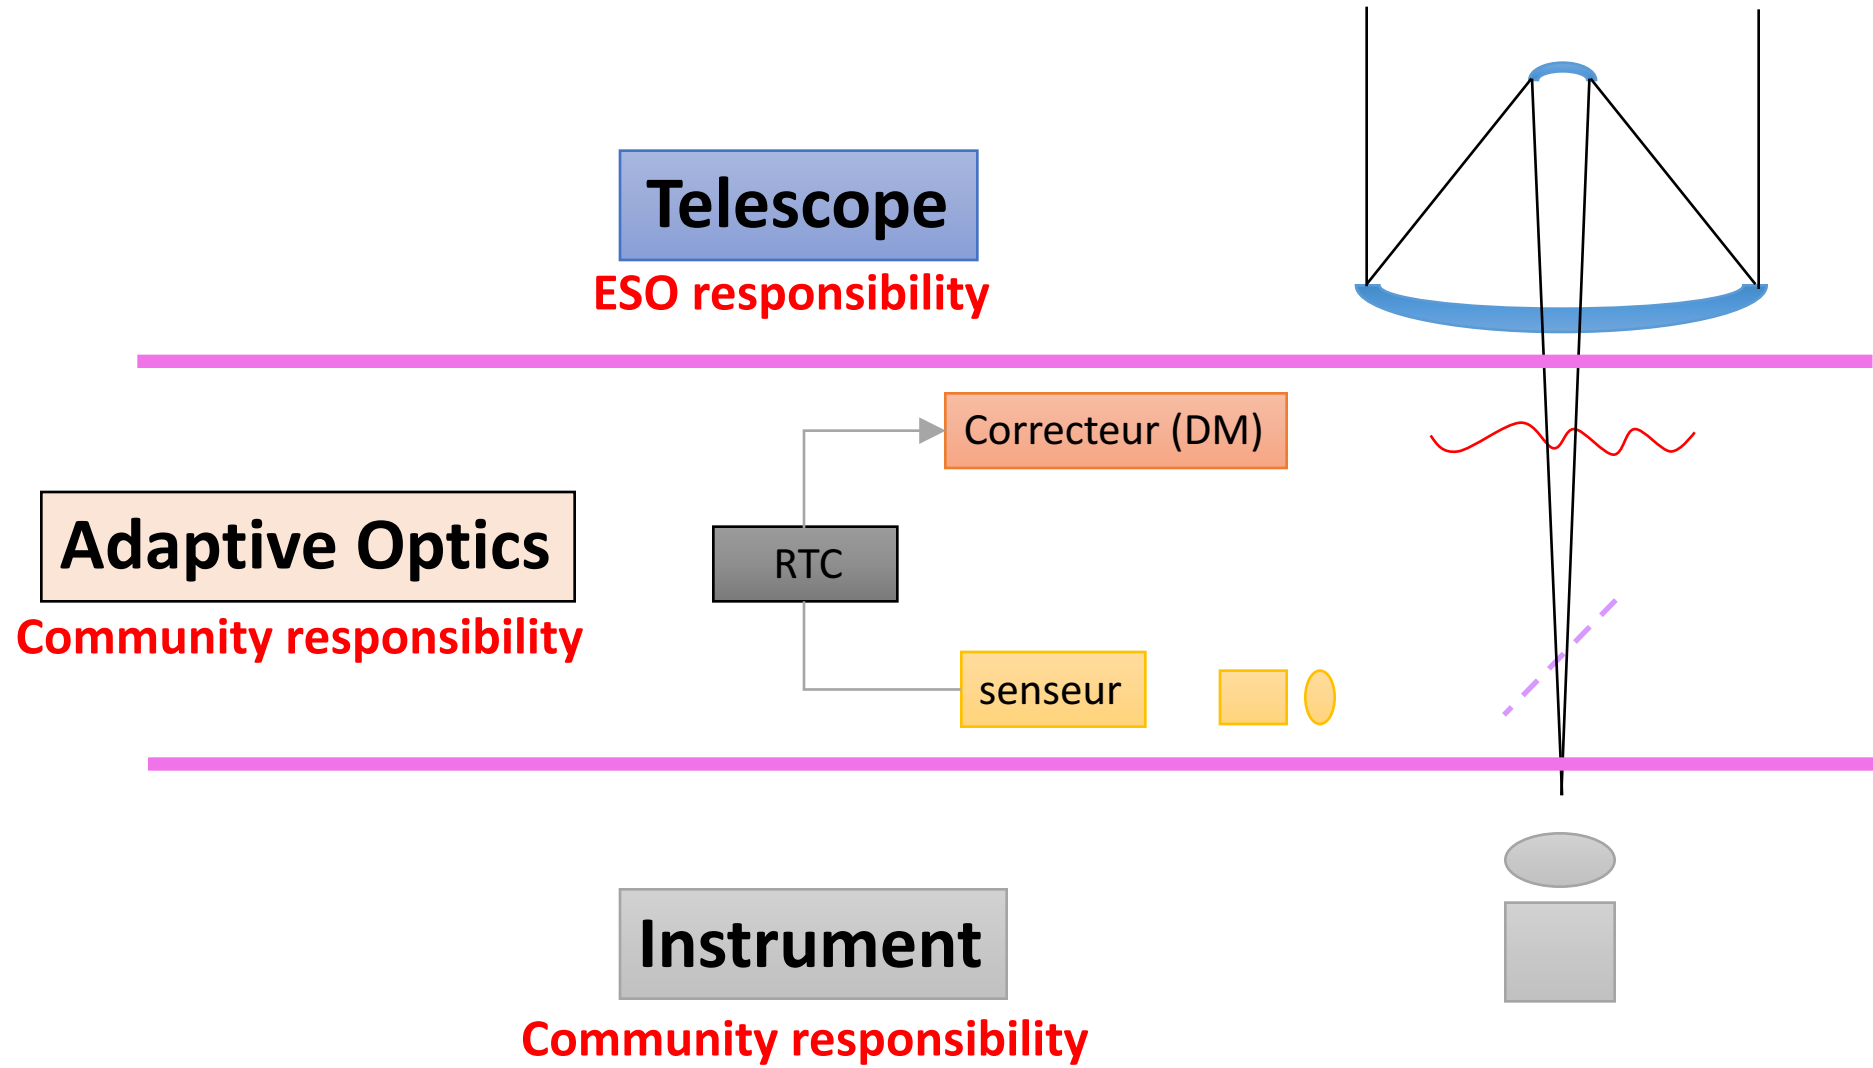 Telescope
ESO responsibility
Correcteur (DM)
Adaptive Optics
RTC
Community responsibility
senseur
Instrument
Community responsibility